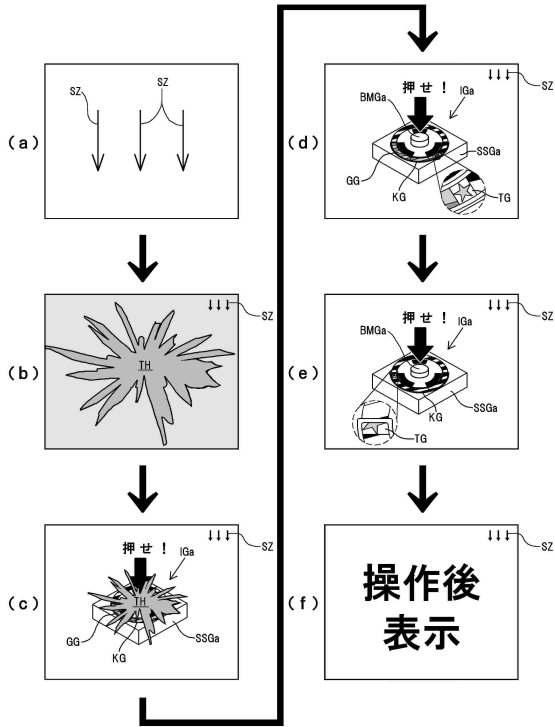 (a)
SZ
SZ
(b)
SZ
TH
(c)
SZ
押せ!
IGa
TH
GG
KG
SSGa
(d)
SZ
押せ!
BMGa
IGa
SSGa
GG
KG
TG
(e)
SZ
押せ!
BMGa
IGa
SSGa
KG
TG
(f)
SZ
操作後
表示